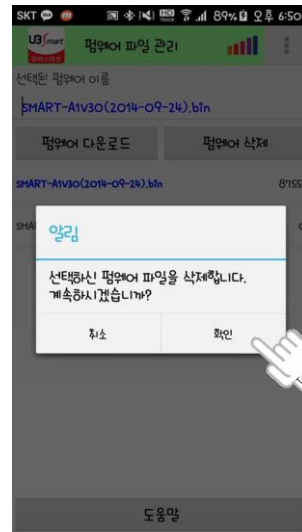 SKT 89% 오후 6:50
U3Smart 펌웨어 파일 관리
선택된 펌웨어 이름
SMART-A1V30(2014-09-24).bin
펌웨어 다운로드 펌웨어 삭제
SMART-A1V30(2014-09-24).bin 8755
SMA
알림
선택하신 펌웨어 파일을 삭제합니다.
계속하시겠습니까?
취소 확인
도움말